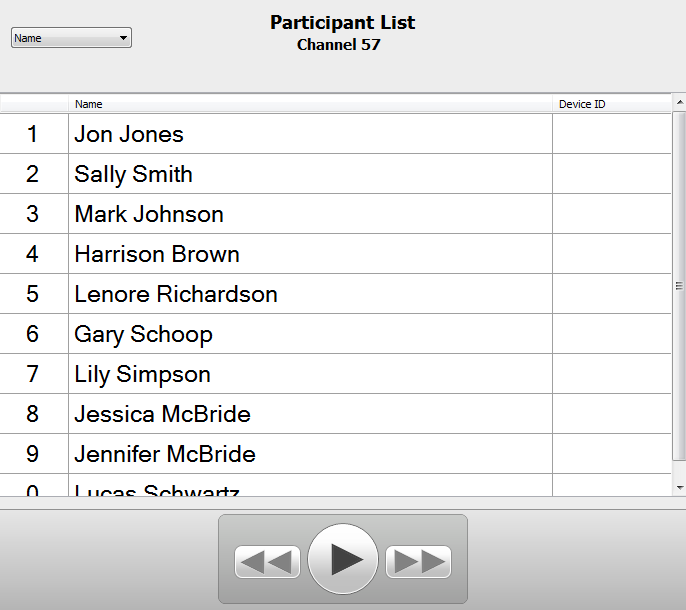 Participant List
Name
Channel 57
Name Device ID
1 Jon Jones
2 Sally Smith
3 Mark Johnson
4 Harrison Brown
5 Lenore Richardson
6 Gary Schoop
7 Lily Simpson
8 Jessica McBride
9 Jennifer McBride
0 Lucas Schwartz